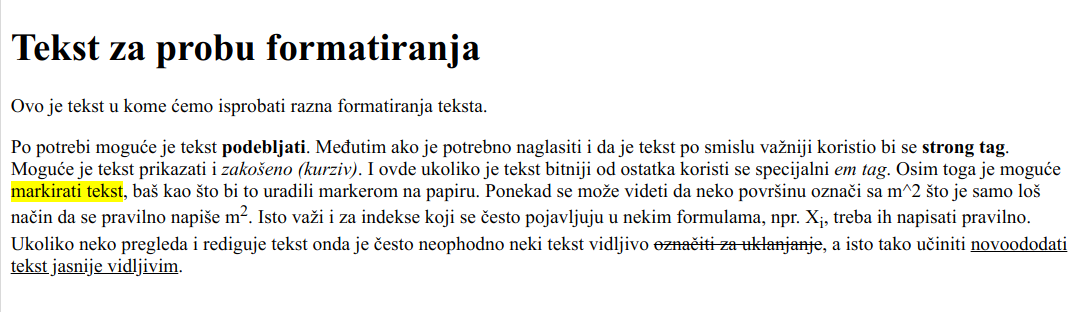 Tekst za probu formatiranja
Ovo je tekst u kome ćemo isprobati razna formatiranja teksta.
Po potrebi moguće je tekst podebljati. Međutim ako je potrebno naglasiti i da je tekst po smislu važniji koristio bi se strong tag.
Moguće je tekst prikazati i zakošeno (kurziv). I ovde ukoliko je tekst bitniji od ostatka koristi se specijalni em tag. Osim toga je moguće
markirati tekst, baš kao što bi to uradili markerom na papiru. Ponekad se može videti da neko površinu označi sa m^2 što je samo loš
način da se pravilno napiše m². Isto važi i za indekse koji se često pojavljuju u nekim formulama, npr. Xᵢ, treba ih napisati pravilno.
Ukoliko neko pregleda i rediguje tekst onda je često neophodno neki tekst vidljivo označiti za uklanjanje, a isto tako učiniti novoododati
tekst jasnije vidljivim.